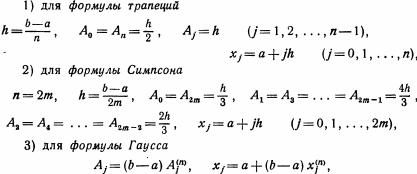 1) для формулы трапеций
h = (b−a)/n, A₀ = Aₙ = h/2, Aⱼ = h (j = 1, 2, ..., n−1),
xⱼ = a + jh (j = 0, 1, ..., n);
2) для формулы Симпсона
n = 2m, h = (b−a)/2m, A₀ = A₂ₘ = h/3, A₁ = A₃ = ... = A₂ₘ₋₁ = 4h/3,
A₂ = A₄ = ... = A₂ₘ₋₂ = 2h/3, xⱼ = a + jh (j = 0, 1, ..., 2m);
3) для формулы Гаусса
Aⱼ = (b−a) Aⱼ⁽ⁿ⁾, xⱼ = a + (b−a) xⱼ⁽ⁿ⁾,